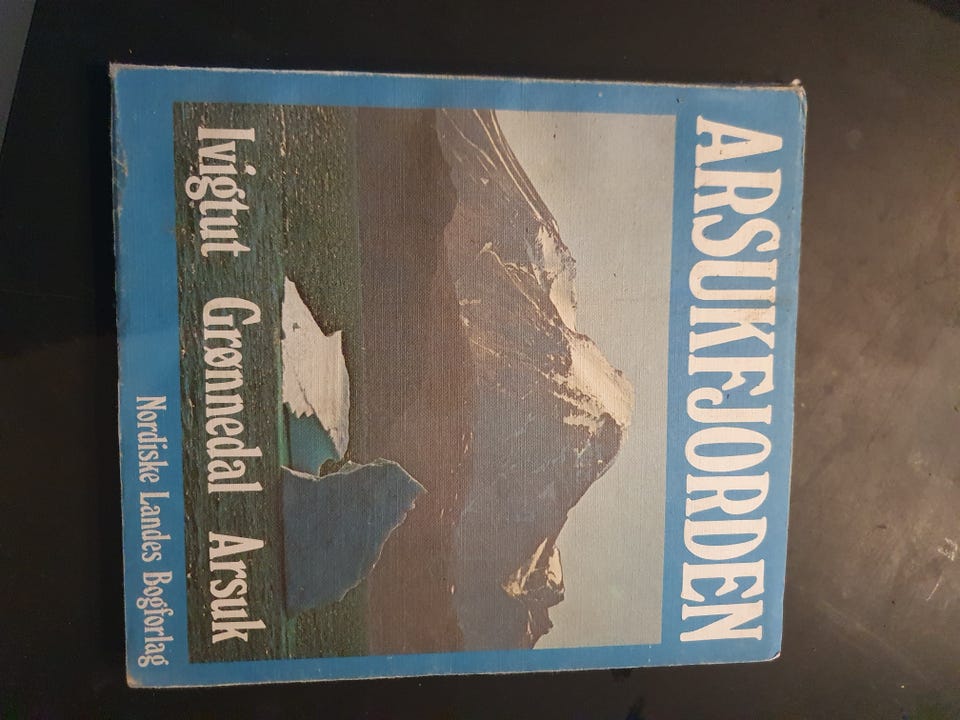 ARSUKFJORDEN
Ivigtut Grønnedal Arsuk
Nordiske Landes Bogforlag